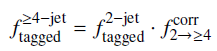 f_{tagged}^{≥4-jet} = f_{tagged}^{2-jet} · f_{2→≥4}^{corr}